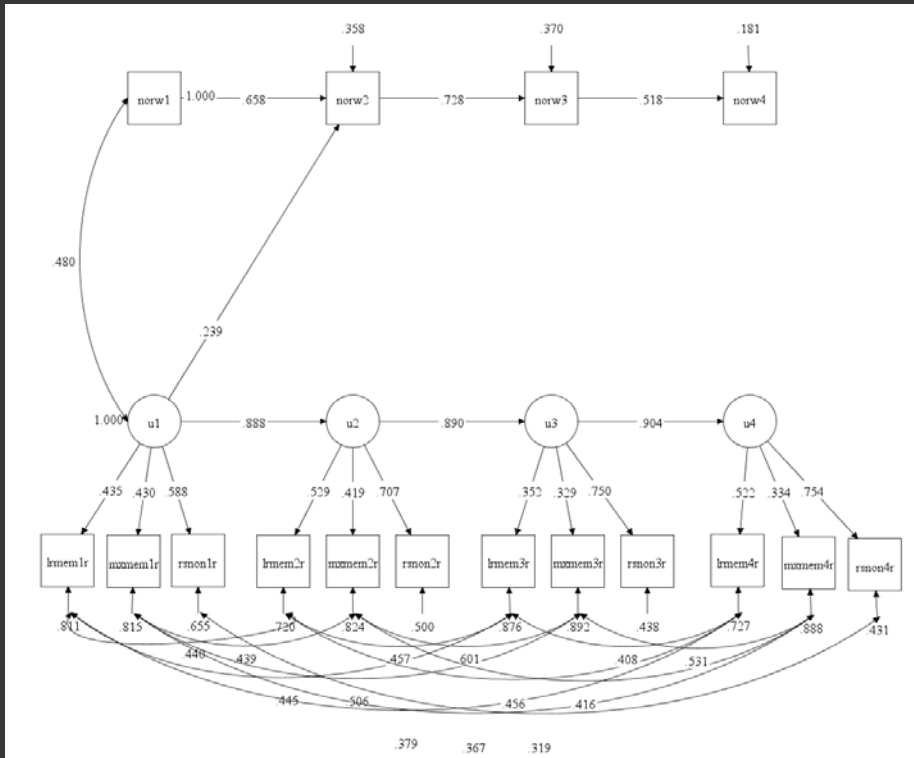 .358 .370 .181
norw1 1.000 .658 norw2 .728 norw3 .518 norw4
.480
.239
1.000 u1 .888 u2 .890 u3 .904 u4
.435 .430 .588 .529 .419 .707 .352 .329 .750 .522 .334 .754
lrmem1r mxmem1r rsnon1r lrmem2r mxmem2r rsnon2r lrmem3r mxmem3r rsnon3r lrmem4r mxmem4r rsnon4r
.811 .815 .655 .720 .824 .500 .876 .892 .438 .727 .888 .431
.440 .439 .457 .601 .408 .531
.445 .506 .456 .416
.379 .367 .319